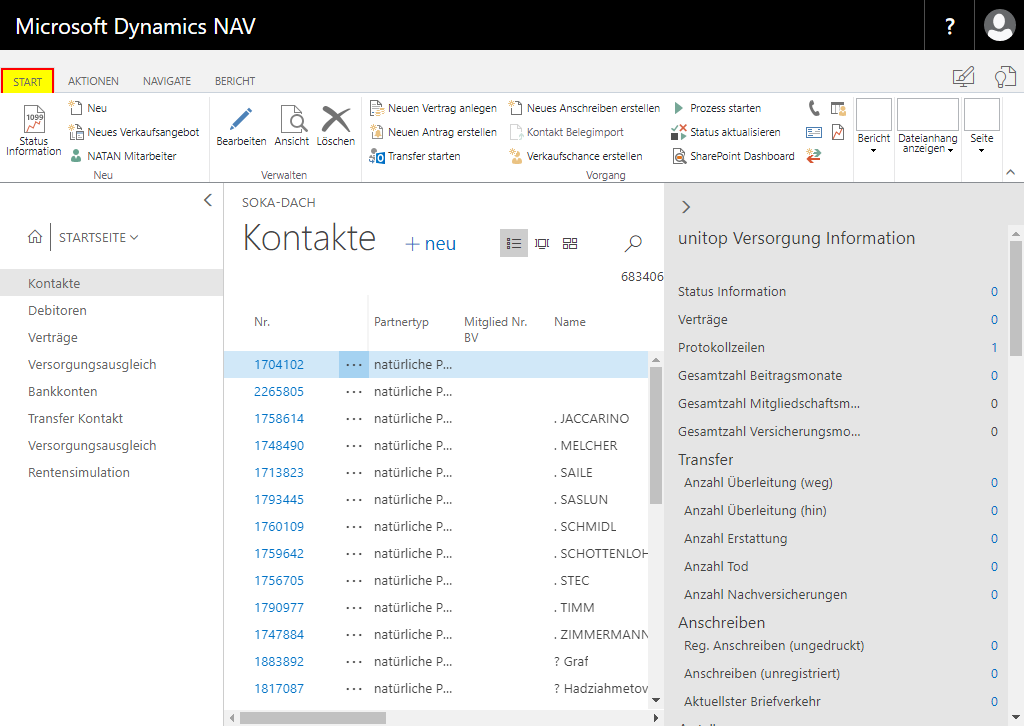 Microsoft Dynamics NAV
?
START
AKTIONEN
NAVIGATE
BERICHT
1099
Status
Information
Neu
Neues Verkaufsangebot
NATAN Mitarbeiter
Neu
Bearbeiten
Ansicht
Löschen
Verwalten
Neuen Vertrag anlegen
Neuen Antrag erstellen
Transfer starten
Neues Anschreiben erstellen
Kontakt Belegimport
Verkaufschance erstellen
Prozess starten
Status aktualisieren
SharePoint Dashboard
Vorgang
Bericht
Dateianhang
anzeigen
Seite
STARTSEITE
Kontakte
Debitoren
Verträge
Versorgungsausgleich
Bankkonten
Transfer Kontakt
Versorgungsausgleich
Rentensimulation
SOKA-DACH
Kontakte
+ neu
683406
Nr.
Partnertyp
Mitglied Nr.
BV
Name
1704102 ... natürliche P...
2265805 ... natürliche P...
1758614 ... natürliche P... . JACCARINO
1748490 ... natürliche P... . MELCHER
1713823 ... natürliche P... . SAILE
1793445 ... natürliche P... . SASLUN
1760109 ... natürliche P... . SCHMIDL
1759642 ... natürliche P... . SCHOTTENLOH
1756705 ... natürliche P... . STEC
1790977 ... natürliche P... . TIMM
1747884 ... natürliche P... . ZIMMERMANN
1883892 ... natürliche P... ? Graf
1817087 ... natürliche P... ? Hadziahmetov
unitop Versorgung Information
Status Information 0
Verträge 0
Protokollzeilen 1
Gesamtzahl Beitragsmonate 0
Gesamtzahl Mitgliedschaftsm... 0
Gesamtzahl Versicherungsmo... 0
Transfer
Anzahl Überleitung (weg) 0
Anzahl Überleitung (hin) 0
Anzahl Erstattung 0
Anzahl Tod 0
Anzahl Nachversicherungen 0
Anschreiben
Reg. Anschreiben (ungedruckt) 0
Anschreiben (unregistriert) 0
Aktuellster Briefverkehr 0